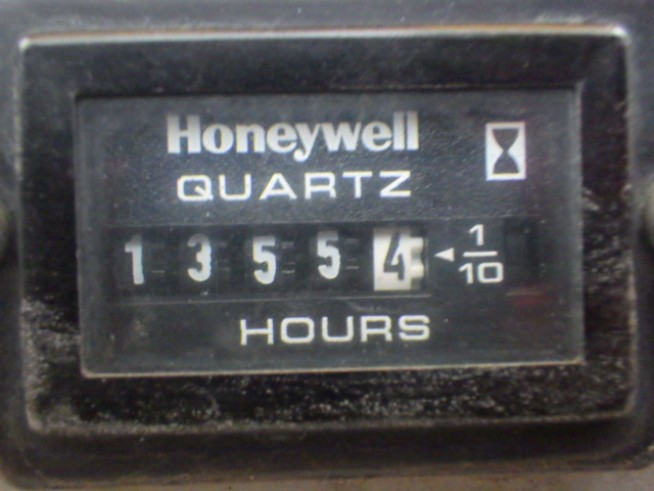 Honeywell
QUARTZ
1 3 5 5 4 ◄ 1/10
HOURS